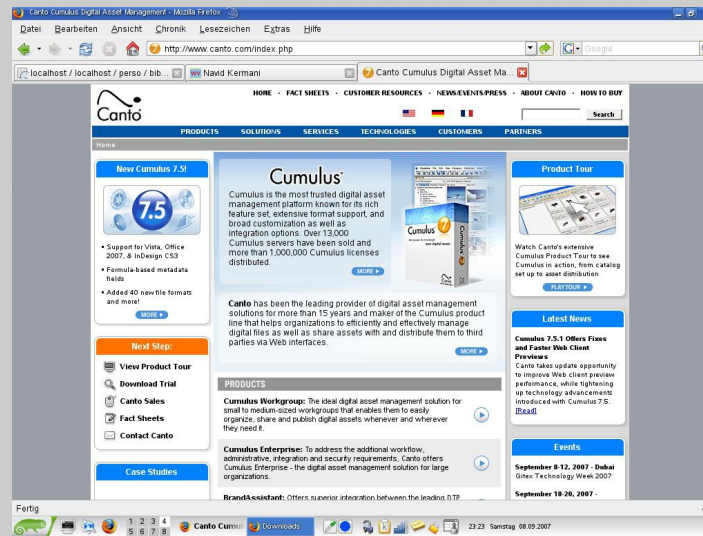 Canto Cumulus Digital Asset Management - Mozilla Firefox
Datei Bearbeiten Ansicht Chronik Lesezeichen Extras Hilfe
http://www.canto.com/index.php
G Google
localhost / localhost / perso / bib...
Navid Kermani
Canto Cumulus Digital Asset Ma...
Canto
HOME · FACT SHEETS · CUSTOMER RESOURCES · NEWS/EVENTS/PRESS · ABOUT CANTO · HOW TO BUY
Search
PRODUCTS SOLUTIONS SERVICES TECHNOLOGIES CUSTOMERS PARTNERS
Home
New Cumulus 7.5!
7.5
• Support for Vista, Office
2007, & InDesign CS3
• Formula-based metadata
fields
• Added 40 new file formats
and more!
MORE
Next Step:
View Product Tour
Download Trial
Canto Sales
Fact Sheets
Contact Canto
Case Studies
Cumulus
Cumulus is the most trusted digital asset
management platform known for its rich
feature set, extensive format support, and
broad customization as well as
integration options. Over 13,000
Cumulus servers have been sold and
more than 1,000,000 Cumulus licenses
distributed.
MORE
Cumulus 7
Cumulus
Canto has been the leading provider of digital asset management
solutions for more than 15 years and maker of the Cumulus product
line that helps organizations to efficiently and effectively manage
digital files as well as share assets with and distribute them to third
parties via Web interfaces.
MORE
PRODUCTS
Cumulus Workgroup: The ideal digital asset management solution for
small to medium-sized workgroups that enables them to easily
organize, share and publish digital assets whenever and wherever
they need it.
Cumulus Enterprise: To address the additional workflow,
administrative, integration and security requirements, Canto offers
Cumulus Enterprise - the digital asset management solution for large
organizations.
BrandAssistant: Offers superior integration between the leading DTP
Product Tour
Watch Canto's extensive
Cumulus Product Tour to see
Cumulus in action, from catalog
set up to asset distribution
PLAY TOUR
Latest News
Cumulus 7.5.1 Offers Fixes
and Faster Web Client
Previews
Canto takes update opportunity
to improve Web client preview
performance, while tightening
up technology advancements
introduced with Cumulus 7.5.
[Read]
Events
September 8-12, 2007 - Dubai
Gitex Technology Week 2007
September 18-20, 2007 -
Fertig
1 2 3 4
5 6 7 8
Canto Cumul
Downloads
23:23 Samstag 08.09.2007